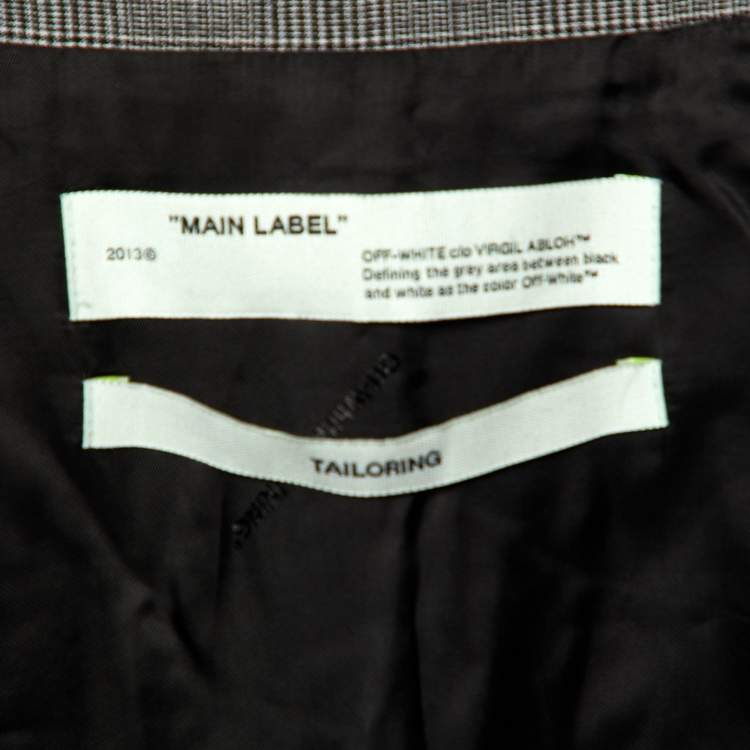 "MAIN LABEL"
2013©
OFF-WHITE c/o VIRGIL ABLOH™
Defining the grey area between black
and white as the color Off-White™
TAILORING